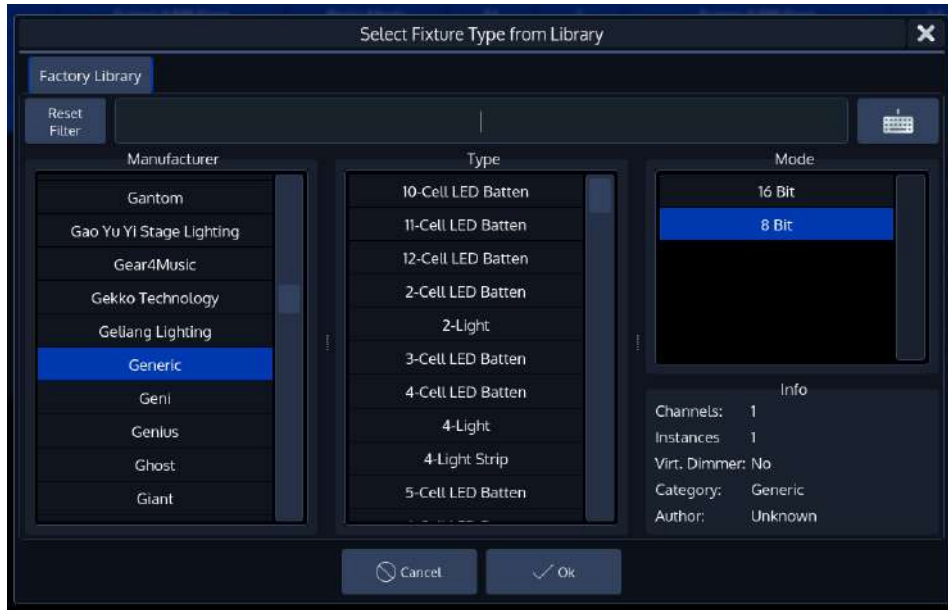 Select Fixture Type from Library
Factory Library
Reset
Filter
Manufacturer
Gantom
Gao Yu Yi Stage Lighting
Gear4Music
Gekko Technology
Geliang Lighting
Generic
Geni
Genius
Ghost
Giant
Type
10-Cell LED Batten
11-Cell LED Batten
12-Cell LED Batten
2-Cell LED Batten
2-Light
3-Cell LED Batten
4-Cell LED Batten
4-Light
4-Light Strip
5-Cell LED Batten
Mode
16 Bit
8 Bit
Info
Channels: 1
Instances 1
Virt. Dimmer: No
Category: Generic
Author: Unknown
Cancel
Ok